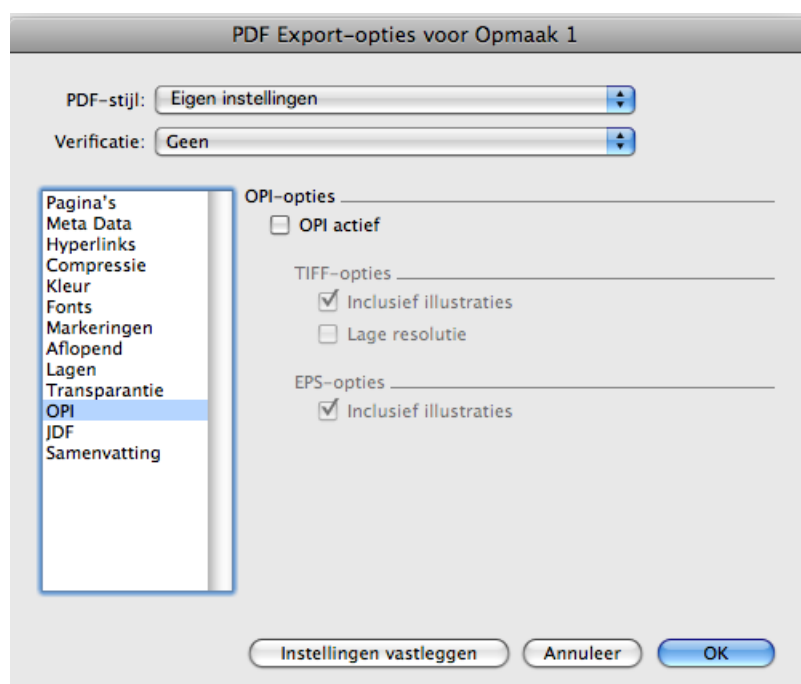 PDF Export-opties voor Opmaak 1
PDF-stijl: Eigen instellingen
Verificatie: Geen
Pagina's
Meta Data
Hyperlinks
Compressie
Kleur
Fonts
Markeringen
Aflopend
Lagen
Transparantie
OPI
JDF
Samenvatting
OPI-opties
OPI actief
TIFF-opties
Inclusief illustraties
Lage resolutie
EPS-opties
Inclusief illustraties
Instellingen vastleggen
Annuleer
OK